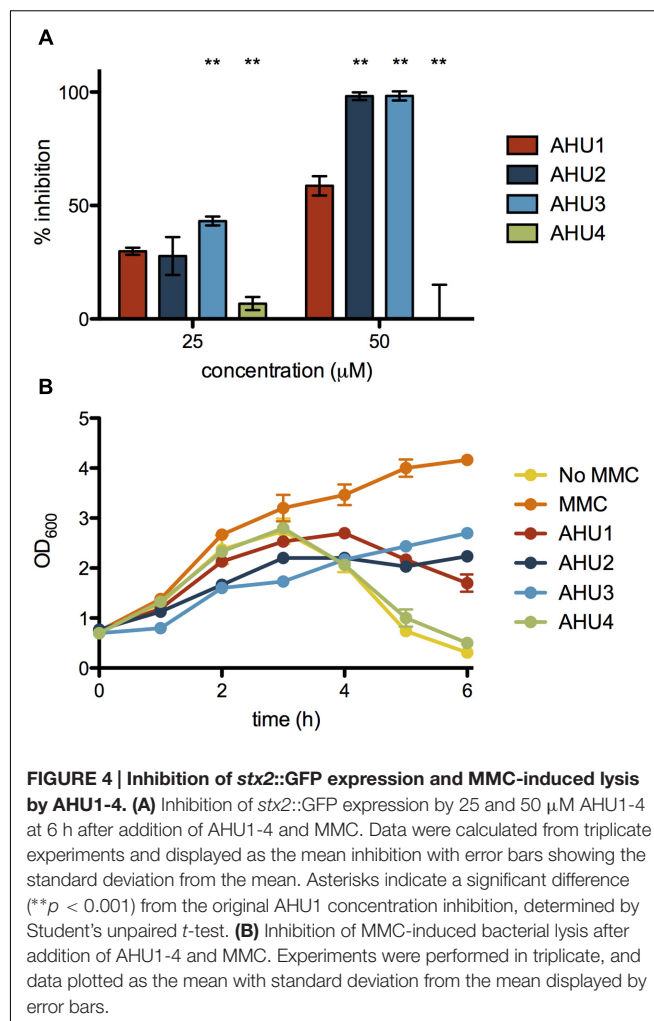 A
** ** ** ** **
100
50
0
% inhibition
25 50
concentration (μM)
AHU1
AHU2
AHU3
AHU4
B
5
4
3
2
1
0
OD600
0 2 4 6
time (h)
No MMC
MMC
AHU1
AHU2
AHU3
AHU4
FIGURE 4 | Inhibition of stx2::GFP expression and MMC-induced lysis
by AHU1-4. (A) Inhibition of stx2::GFP expression by 25 and 50 μM AHU1-4
at 6 h after addition of AHU1-4 and MMC. Data were calculated from triplicate
experiments and displayed as the mean inhibition with error bars showing the
standard deviation from the mean. Asterisks indicate a significant difference
(**p < 0.001) from the original AHU1 concentration inhibition, determined by
Student's unpaired t-test. (B) Inhibition of MMC-induced bacterial lysis after
addition of AHU1-4 and MMC. Experiments were performed in triplicate, and
data plotted as the mean with standard deviation from the mean displayed by
error bars.